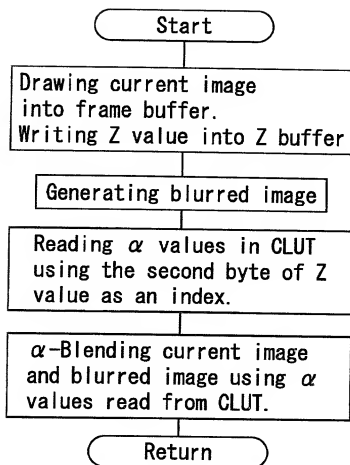 Start
Drawing current image
into frame buffer.
Writing Z value into Z buffer
Generating blurred image
Reading α values in CLUT
using the second byte of Z
value as an index.
α-Blending current image
and blurred image using α
values read from CLUT.
Return